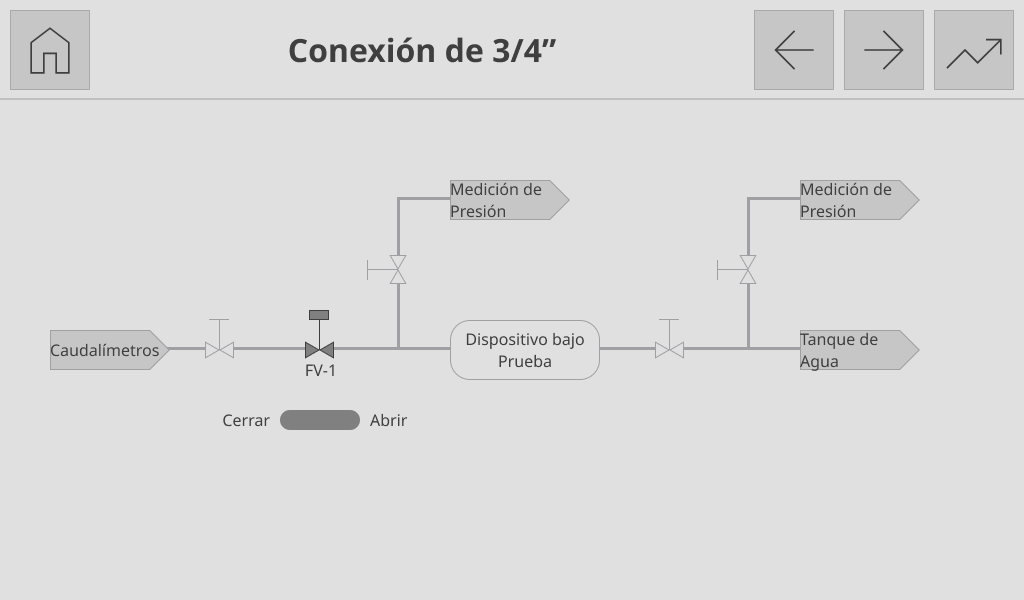 Conexión de 3/4”
Medición de
Presión
Medición de
Presión
Caudalímetros
FV-1
Dispositivo bajo
Prueba
Tanque de
Agua
Cerrar
Abrir